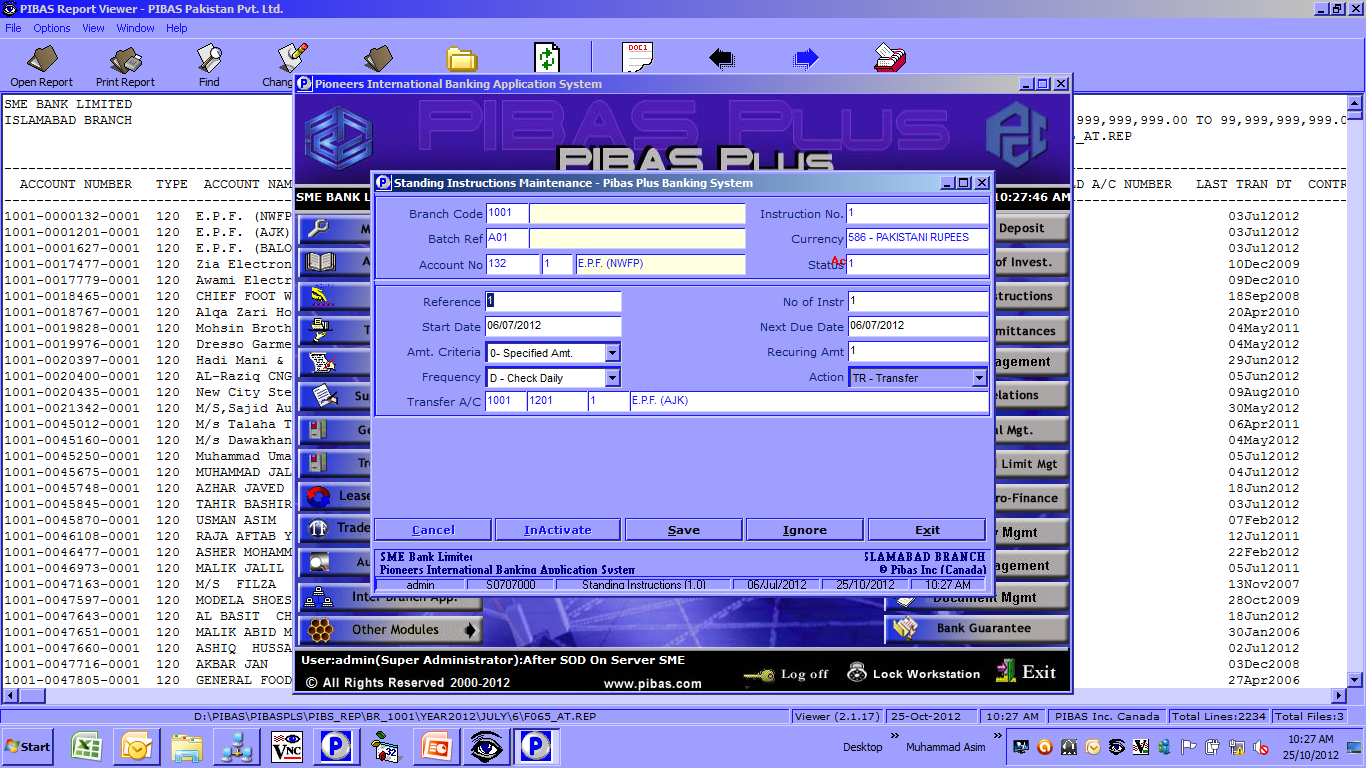 PIBAS Report Viewer - PIBAS Pakistan Pvt. Ltd.
File Options View Window Help
Open Report Print Report Find Chang
DOC1
SME BANK LIMITED
ISLAMABAD BRANCH
,999,999,999.00 TO 99,999,999,999.0
_AT.REP
ACCOUNT NUMBER TYPE ACCOUNT NAM
D A/C NUMBER LAST TRAN DT CONTR
1001-0000132-0001 120 E.P.F. (NWFP 03Jul2012
1001-0001201-0001 120 E.P.F. (AJK) 03Jul2012
1001-0001627-0001 120 E.P.F. (BALO 03Jul2012
1001-0017277-0001 120 Zia Electron 10Dec2009
1001-0017779-0001 120 Awami Electr 09Dec2010
1001-0018465-0001 120 CHIEF FOOT W 18Sep2008
1001-0018767-0001 120 Alqa Zari Ho 20Apr2010
1001-0019828-0001 120 Mohsin Broth 04May2011
1001-0019976-0001 120 Dresso Garme 04May2011
1001-0020397-0001 120 Hadi Mani & 29Jun2012
1001-0020400-0001 120 AL-Raziq CNG 05Jun2012
1001-0020435-0001 120 New City Ste 09Aug2010
1001-0021342-0001 120 M/S,Sajid Au 30May2012
1001-0045012-0001 120 M/s Talaha T 06Apr2011
1001-0045160-0001 120 M/s Dawakhan 04May2012
1001-0045250-0001 120 Muhammad Uma 05Jul2012
1001-0045675-0001 120 MUHAMMAD JAL 04Jul2012
1001-0045748-0001 120 AZHAR JAVED 18Jun2012
1001-0045845-0001 120 TAHIR BASHIR 03Jul2012
1001-0045870-0001 120 USMAN ASIM 07Feb2012
1001-0046108-0001 120 RAJA AFTAB Y 12Jul2011
1001-0046477-0001 120 ASHER MOHAMM 22Feb2012
1001-0046973-0001 120 MALIK JALIL 05Jul2011
1001-0047163-0001 120 M/S FILZA 13Nov2007
1001-0047597-0001 120 MODELA SHOES 28Oct2009
1001-0047643-0001 120 AL BASIT CH 18Jun2012
1001-0047651-0001 120 MALIK ABID M 30Jan2006
1001-0047660-0001 120 ASHIQ HUSSA 02Jul2012
1001-0047716-0001 120 AKBAR JAN 03Dec2008
1001-0047805-0001 120 GENERAL FOOD 27Apr2006
Pioneers International Banking Application System
PIBAS PLUS
PIBAS PLUS
SME BANK L 10:27:46 AM
Deposit
of Invest.
structions
mittances
agement
elations
al Mgt.
Limit Mgt
Lease ro-Finance
Trade y Mgmt
agement
Inter Branch App. Document Mgmt
Other Modules Bank Guarantee
Standing Instructions Maintenance - Pibas Plus Banking System
Branch Code 1001 Instruction No. 1
Batch Ref A01 Currency 586 - PAKISTANI RUPEES
Account No 132 1 E.P.F. (NWFP) Status Ac 1
Reference 1 No of Instr 1
Start Date 06/07/2012 Next Due Date 06/07/2012
Amt. Criteria 0- Specified Amt. Recuring Amt 1
Frequency D - Check Daily Action TR - Transfer
Transfer A/C 1001 1201 1 E.P.F. (AJK)
Cancel InActivate Save Ignore Exit
SME Bank Limited SLAMABAD BRANCH
Pioneers International Banking Application System © Pibas Inc (Canada)
admin S0707000 Standing Instructions (1.0) 06/Jul/2012 25/10/2012 10:27 AM
User:admin(Super Administrator):After SOD On Server SME
© All Rights Reserved 2000-2012 www.pibas.com Log off Lock Workstation Exit
D:\PIBAS\PIBASPLS\PIBS_REP\BR_1001\YEAR2012\JULY\6\F065_AT.REP Viewer (2.1.17) 25-Oct-2012 10:27 AM PIBAS Inc. Canada Total Lines:2234 Total Files:3
Start VNC Desktop » Muhammad Asim » 10:27 AM
25/10/2012